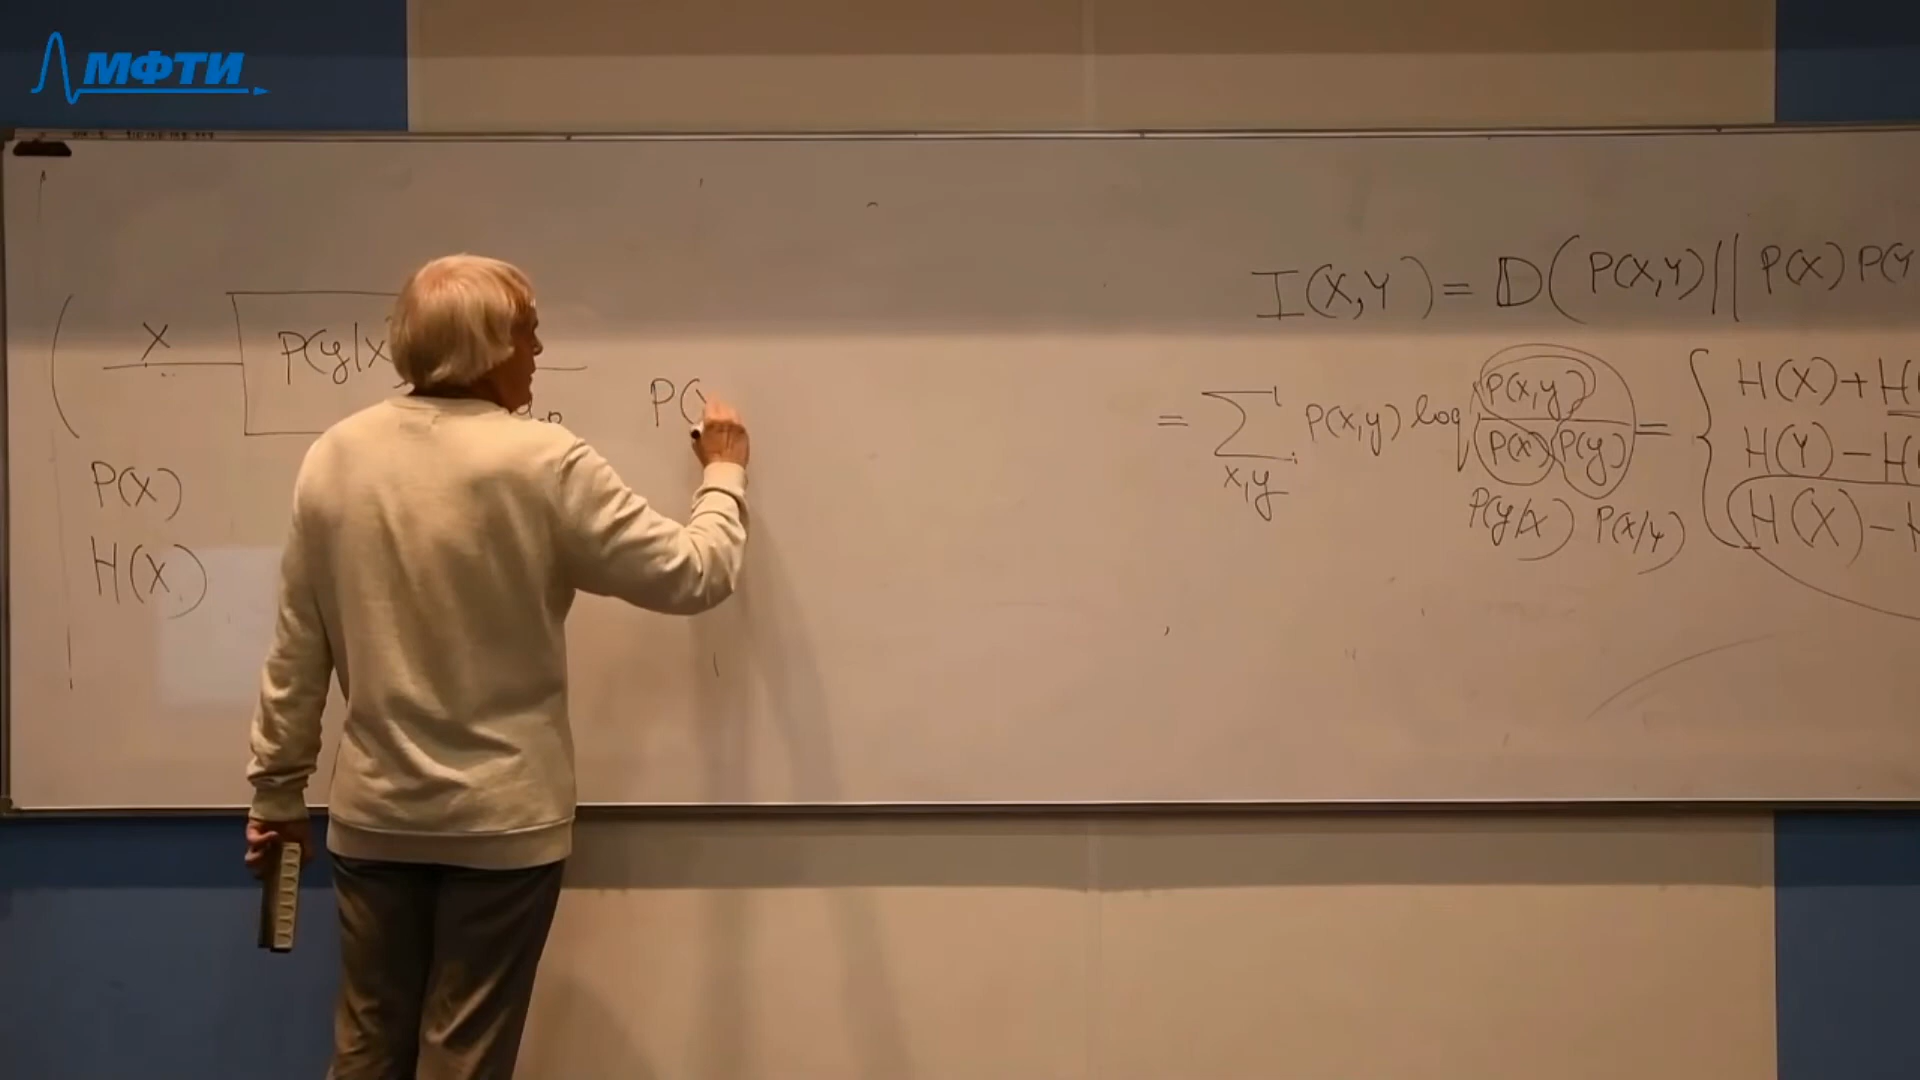 МФТИ
X
P(y|x
P(X)
H(X)
P(x
I(X,Y) = D(P(X,Y) || P(X) P(Y
= ∑ P(x,y) log P(x,y) / P(x) P(y) = {
x,y
P(y/x) P(x/y)
H(X) + H(
H(Y) − H(
H(X) − H